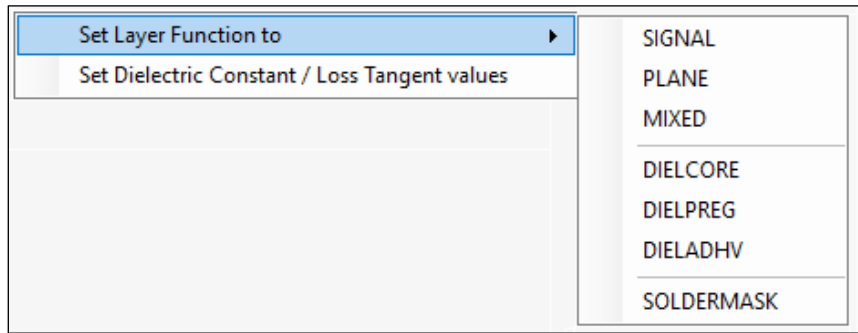 Set Layer Function to
Set Dielectric Constant / Loss Tangent values
SIGNAL
PLANE
MIXED
DIELCORE
DIELPREG
DIELADHV
SOLDERMASK